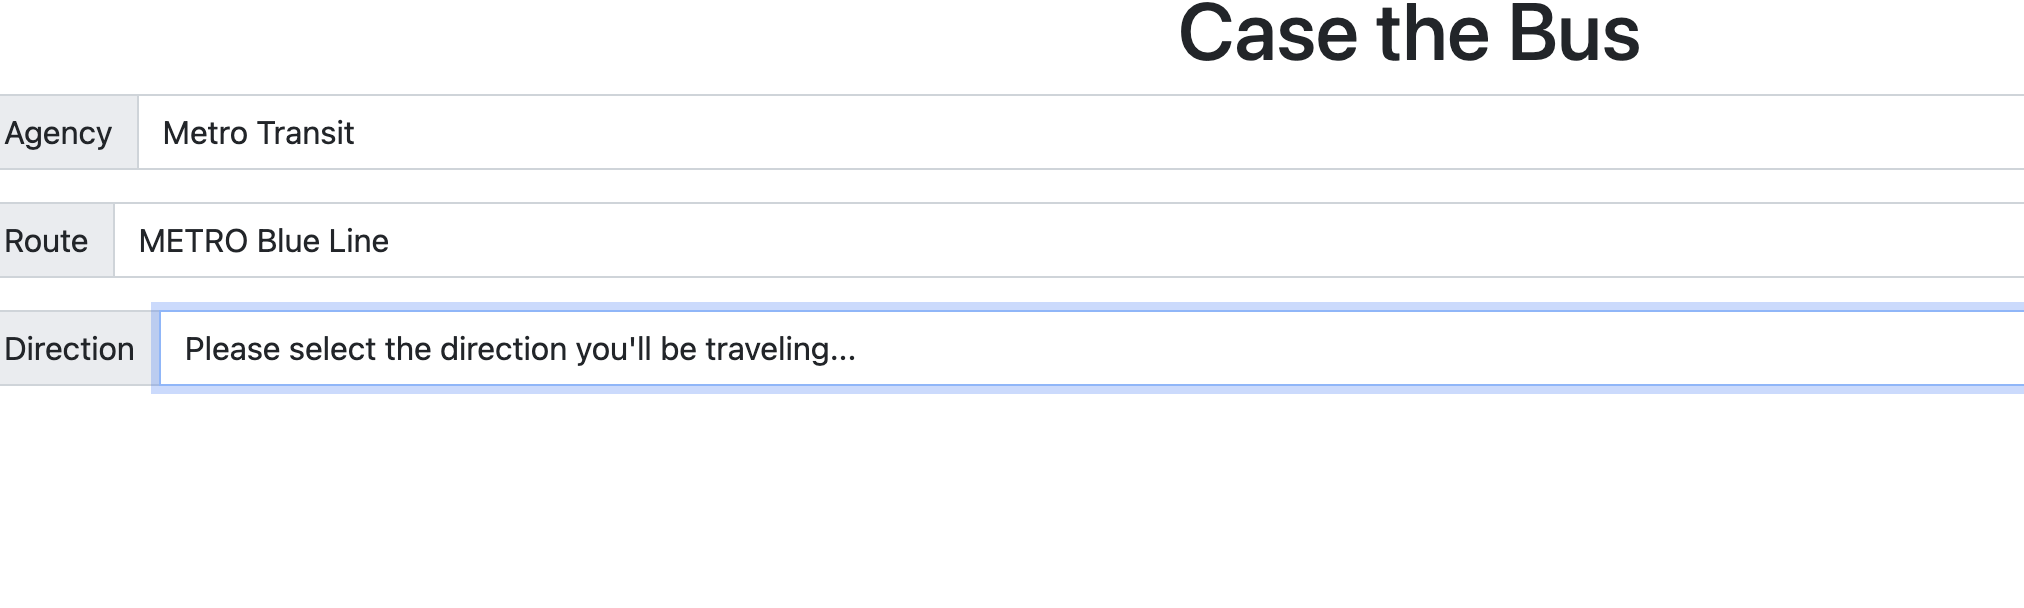 Case the Bus
Agency Metro Transit
Route METRO Blue Line
Direction Please select the direction you'll be traveling...